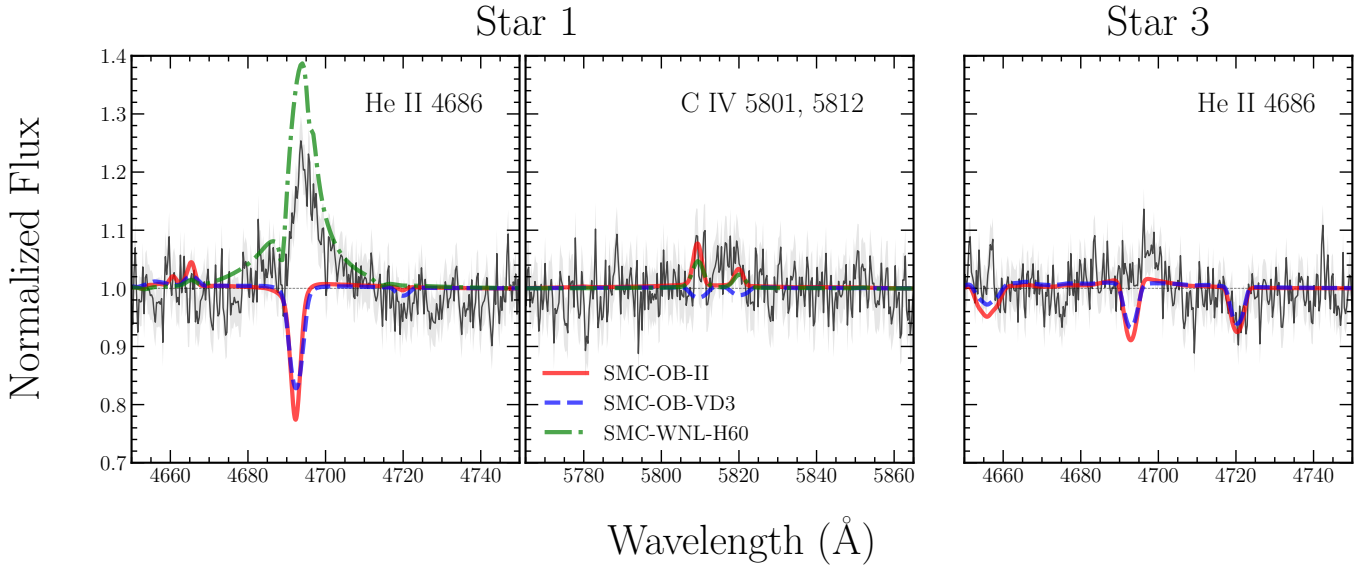 Star 1
Star 3
Normalized Flux
1.4
1.3
1.2
1.1
1.0
0.9
0.8
0.7
He II 4686
C IV 5801, 5812
He II 4686
SMC-OB-II
SMC-OB-VD3
SMC-WNL-H60
4660 4680 4700 4720 4740
5780 5800 5820 5840 5860
4660 4680 4700 4720 4740
Wavelength (Å)